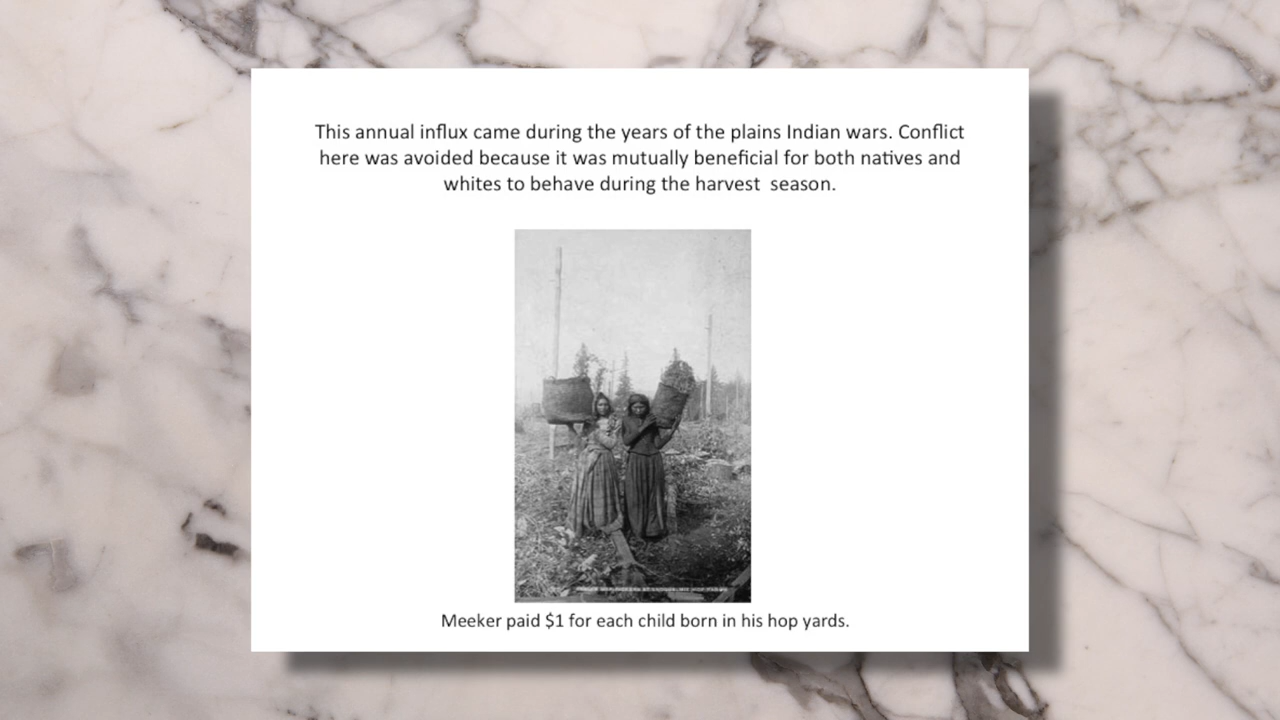 This annual influx came during the years of the plains Indian wars. Conflict
here was avoided because it was mutually beneficial for both natives and
whites to behave during the harvest  season.
Meeker paid $1 for each child born in his hop yards.